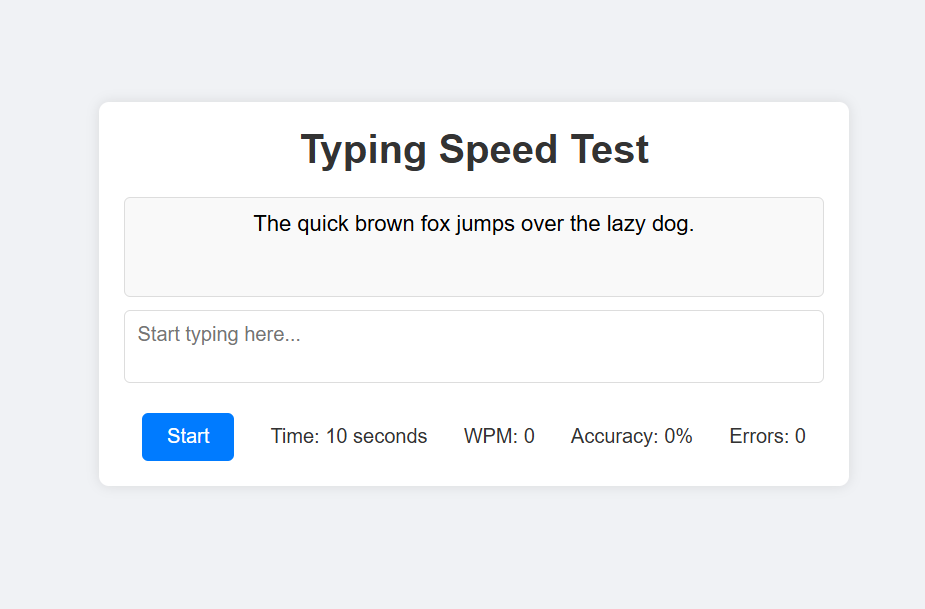 Typing Speed Test
The quick brown fox jumps over the lazy dog.
Start typing here...
Start Time: 10 seconds WPM: 0 Accuracy: 0% Errors: 0